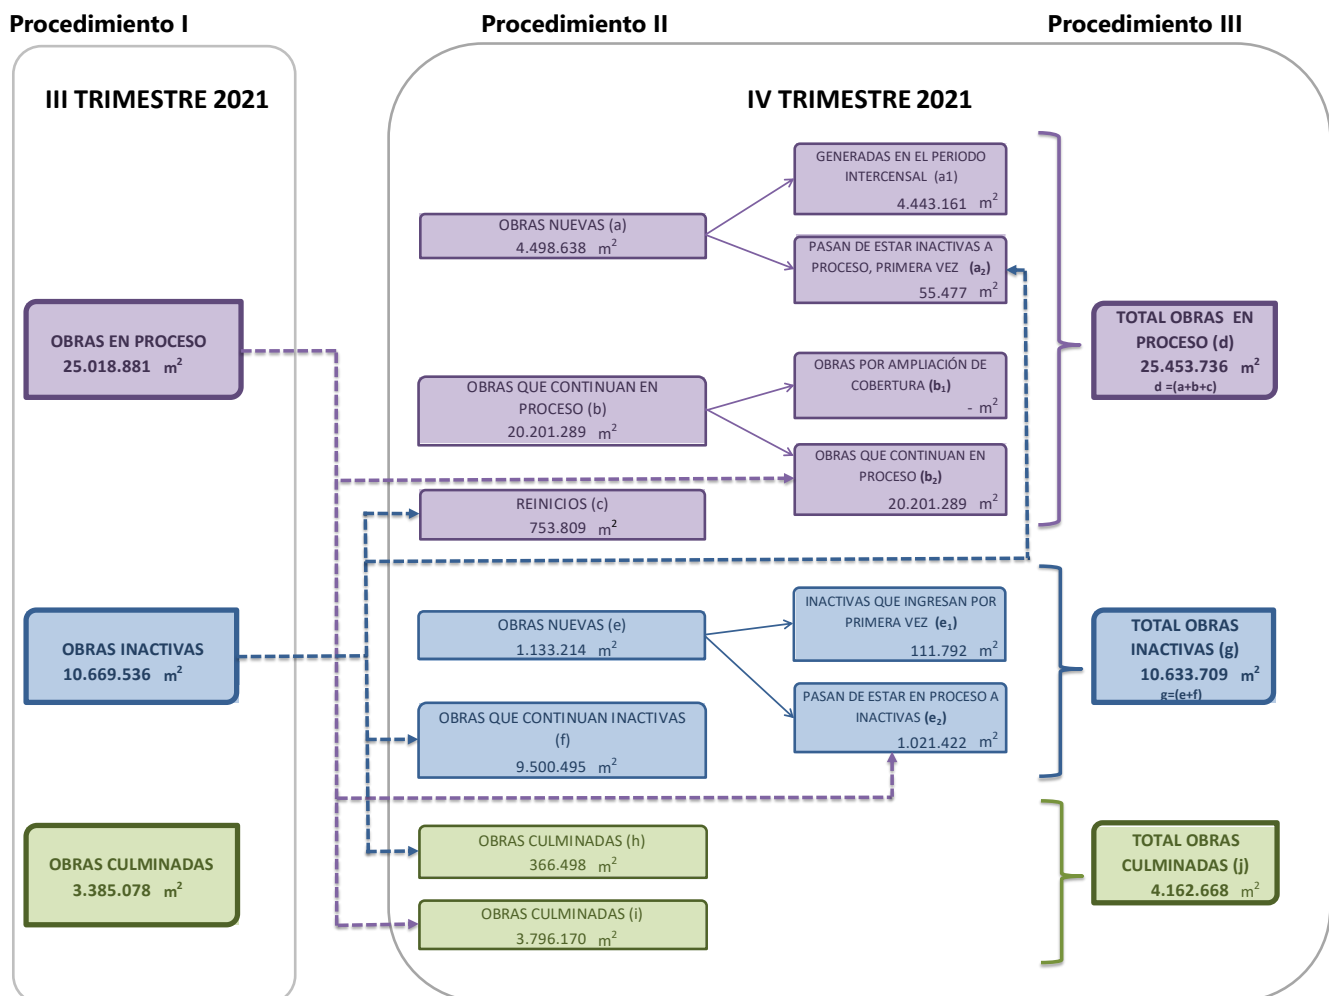 Procedimiento I
Procedimiento II
Procedimiento III
III TRIMESTRE 2021
IV TRIMESTRE 2021
OBRAS EN PROCESO
25.018.881 m²
OBRAS INACTIVAS
10.669.536 m²
OBRAS CULMINADAS
3.385.078 m²
OBRAS NUEVAS (a)
4.498.638 m²
OBRAS QUE CONTINUAN EN
PROCESO (b)
20.201.289 m²
REINICIOS (c)
753.809 m²
OBRAS NUEVAS (e)
1.133.214 m²
OBRAS QUE CONTINUAN INACTIVAS
(f)
9.500.495 m²
OBRAS CULMINADAS (h)
366.498 m²
OBRAS CULMINADAS (i)
3.796.170 m²
GENERADAS EN EL PERIODO
INTERCENSAL (a1)
4.443.161 m²
PASAN DE ESTAR INACTIVAS A
PROCESO, PRIMERA VEZ (a₂)
55.477 m²
OBRAS POR AMPLIACIÓN DE
COBERTURA (b₁)
- m²
OBRAS QUE CONTINUAN EN
PROCESO (b₂)
20.201.289 m²
INACTIVAS QUE INGRESAN POR
PRIMERA VEZ (e₁)
111.792 m²
PASAN DE ESTAR EN PROCESO A
INACTIVAS (e₂)
1.021.422 m²
TOTAL OBRAS EN
PROCESO (d)
25.453.736 m²
d =(a+b+c)
TOTAL OBRAS
INACTIVAS (g)
10.633.709 m²
g=(e+f)
TOTAL OBRAS
CULMINADAS (j)
4.162.668 m²